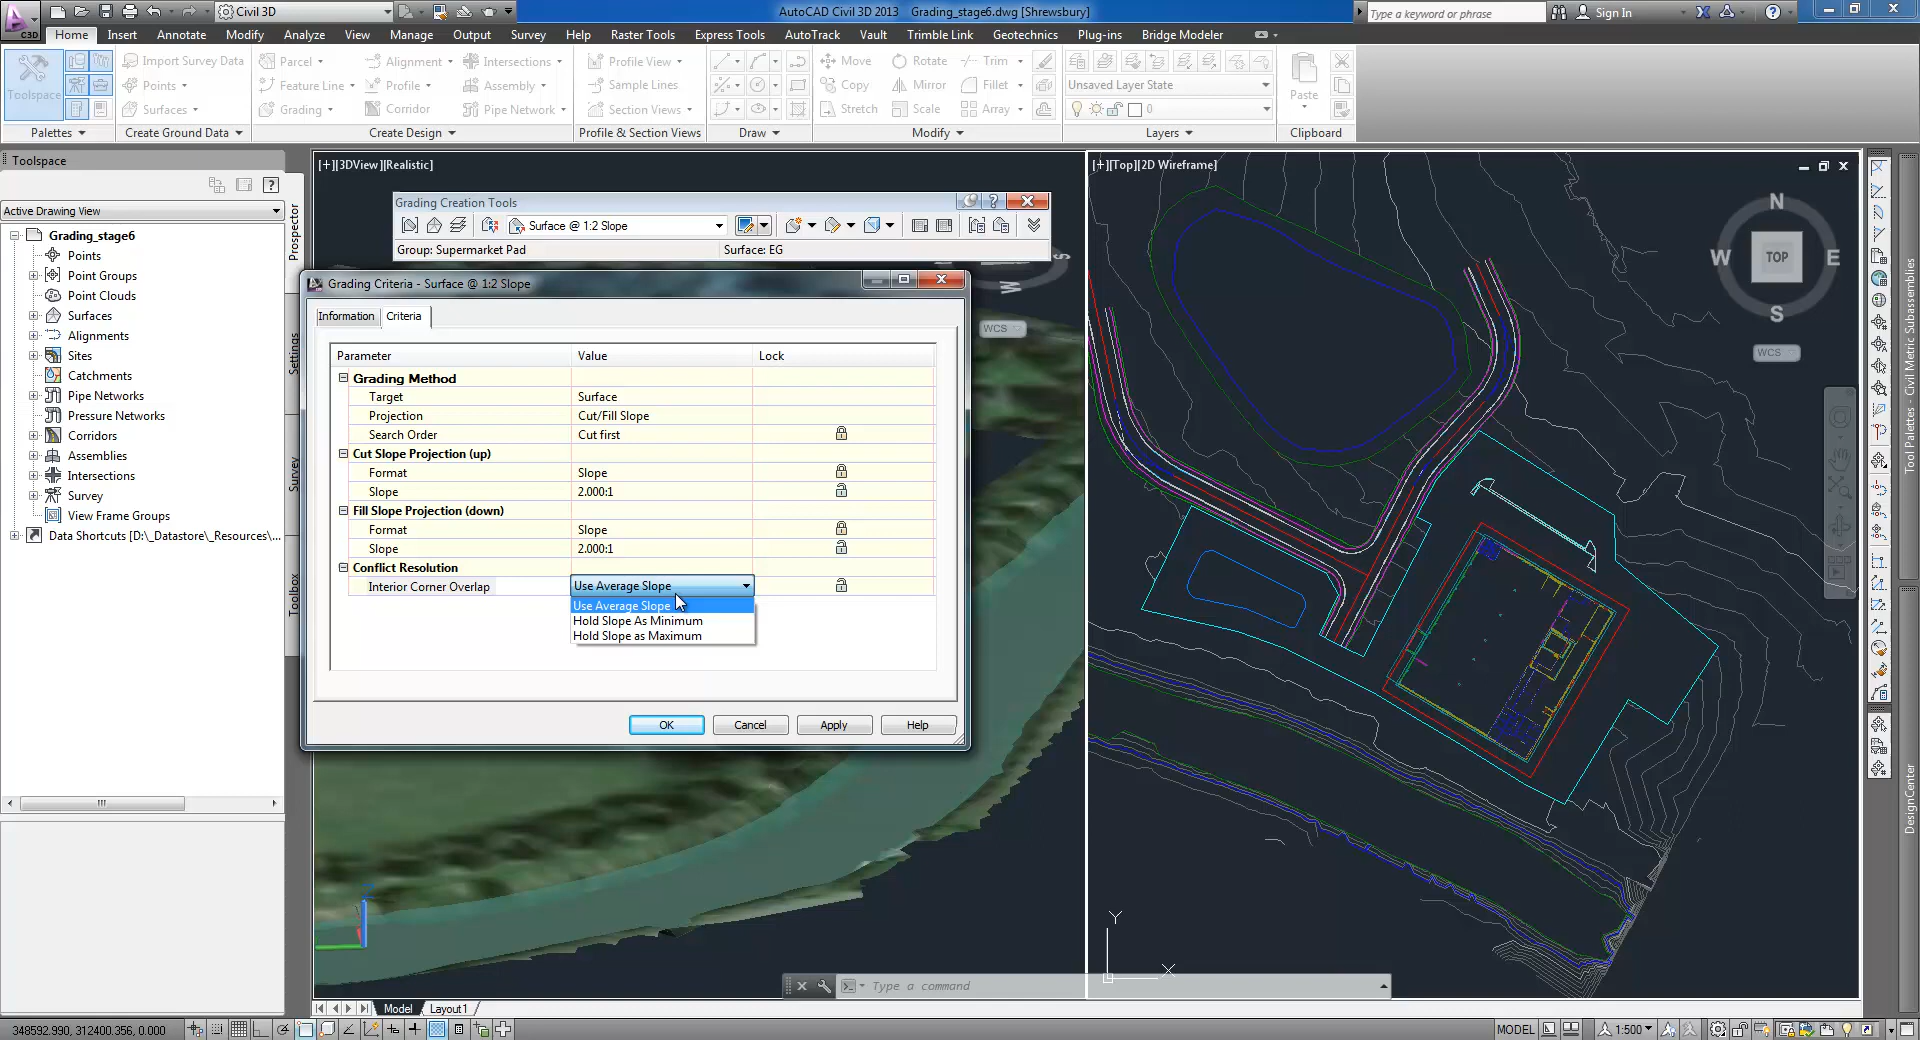 Civil 3D
AutoCAD Civil 3D 2013 Grading_stage6.dwg [Shrewsbury]
Type a keyword or phrase
Sign In
C3D
Home Insert Annotate Modify Analyze View Manage Output Survey Help Raster Tools Express Tools AutoTrack Vault Trimble Link Geotechnics Plug-ins Bridge Modeler
Toolspace
Import Survey Data
Points
Surfaces
Parcel
Feature Line
Grading
Alignment
Profile
Corridor
Intersections
Assembly
Pipe Network
Profile View
Sample Lines
Section Views
Move
Copy
Stretch
Rotate
Mirror
Scale
Trim
Fillet
Array
Unsaved Layer State
0
Paste
Palettes
Create Ground Data
Create Design
Profile & Section Views
Draw
Modify
Layers
Clipboard
Toolspace
Active Drawing View
Grading_stage6
Points
Point Groups
Point Clouds
Surfaces
Alignments
Sites
Catchments
Pipe Networks
Pressure Networks
Corridors
Assemblies
Intersections
Survey
View Frame Groups
Data Shortcuts [D:\_Datastore\_Resources\...
Prospector
Settings
Survey
Toolbox
[+][3DView][Realistic]
Grading Creation Tools
Surface @ 1:2 Slope
Group: Supermarket Pad
Surface: EG
S
W
WCS
Grading Criteria - Surface @ 1:2 Slope
Information
Criteria
Parameter Value Lock
Grading Method
Target Surface
Projection Cut/Fill Slope
Search Order Cut first
Cut Slope Projection (up)
Format Slope
Slope 2.000:1
Fill Slope Projection (down)
Format Slope
Slope 2.000:1
Conflict Resolution
Interior Corner Overlap Use Average Slope
Use Average Slope
Hold Slope As Minimum
Hold Slope as Maximum
OK Cancel Apply Help
[+][Top][2D Wireframe]
N
W
TOP
E
S
WCS
Y
X
Tool Palettes - Civil Metric Subassemblies
DesignCenter
Type a command
Model Layout1
348592.990, 312400.356, 0.000
MODEL
1:500